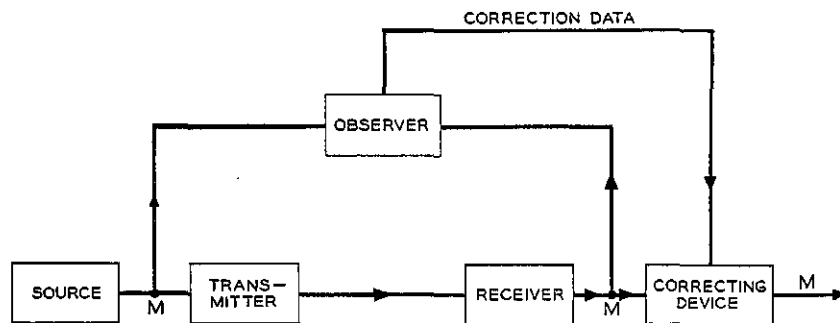 CORRECTION DATA
OBSERVER
SOURCE
M
TRANS-
MITTER
RECEIVER
M
CORRECTING
DEVICE
M